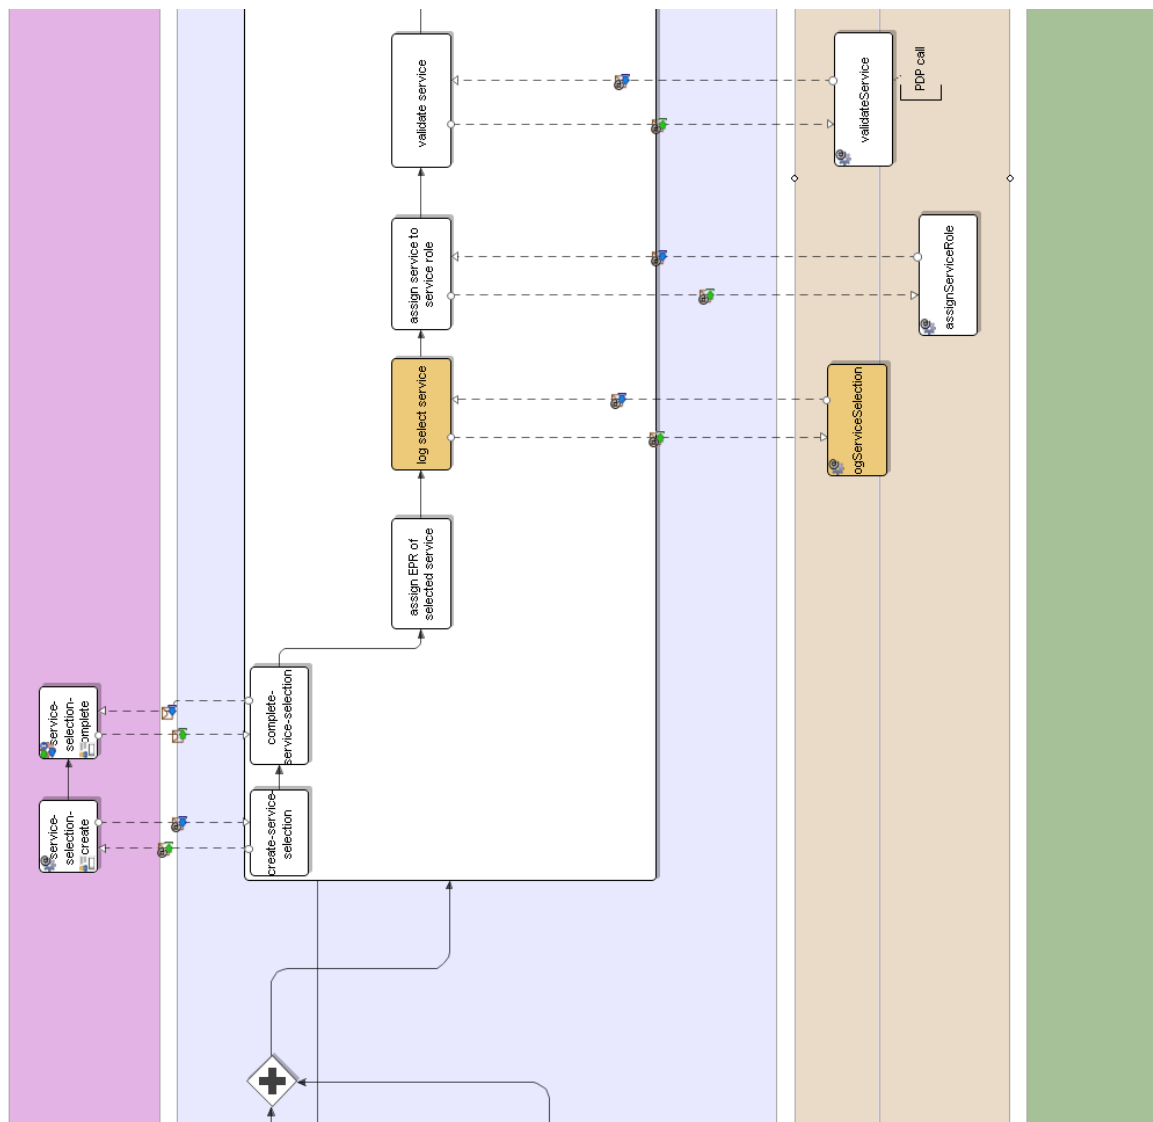 validate service
validateService
PDP call
assign service to
service role
assignServiceRole
log select service
ogServiceSelection
assign EPR of
selected service
service-
selection-
omplete
complete-
service-selection
service-
selection-
create
create-service-
selection